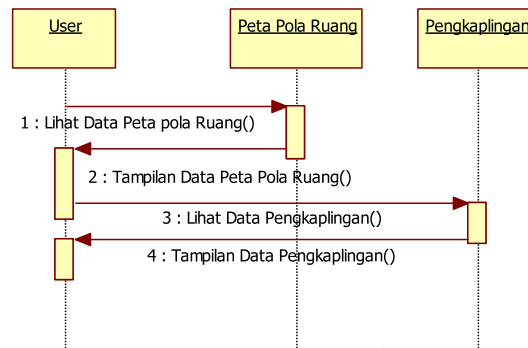 User
Peta Pola Ruang
Pengkaplingan
1 : Lihat Data Peta pola Ruang()
2 : Tampilan Data Peta Pola Ruang()
3 : Lihat Data Pengkaplingan()
4 : Tampilan Data Pengkaplingan()